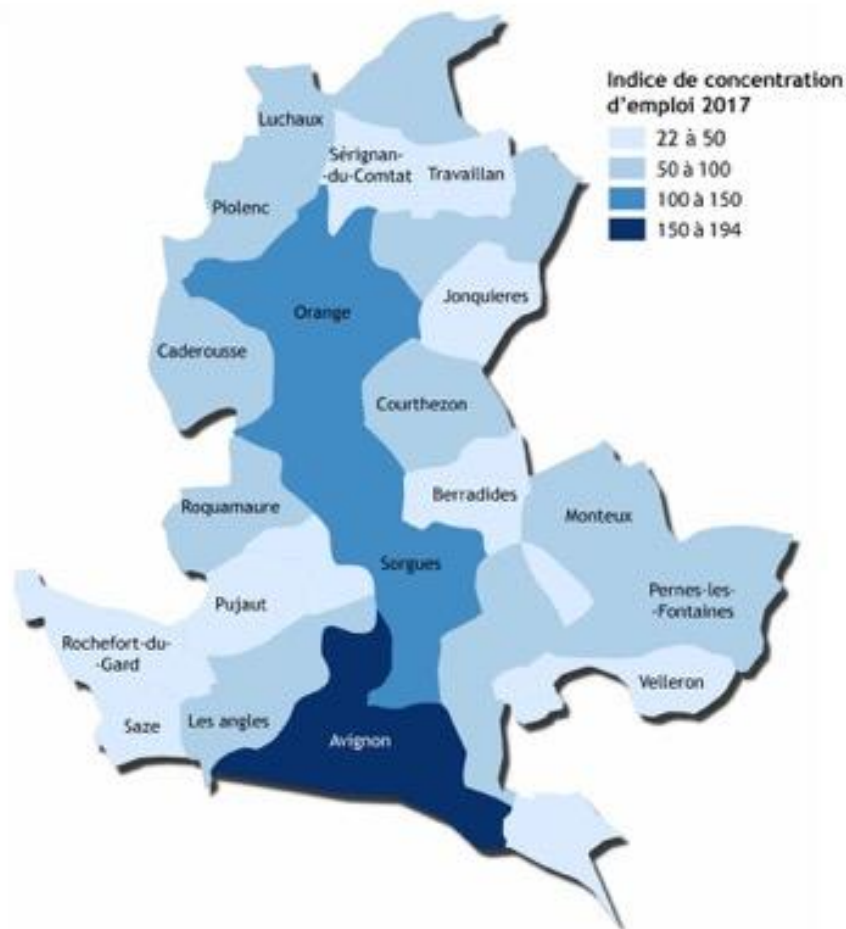 Indice de concentration
d'emploi 2017
22 à 50
50 à 100
100 à 150
150 à 194
Luchaux
Sérignan-
-du-Comtat
Travaillan
Piolenc
Jonquieres
Orange
Caderousse
Courthezon
Berradides
Roquamaure
Monteux
Sorgues
Pernes-les-
-Fontaines
Pujaut
Rochefort-du-
-Gard
Velleron
Saze
Les angles
Avignon